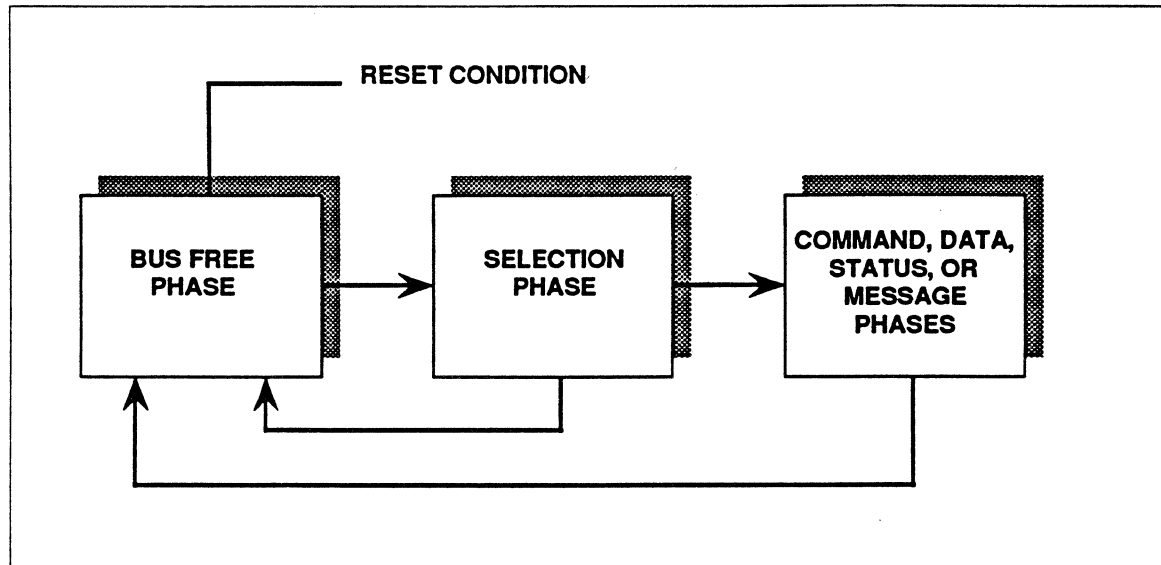 RESET CONDITION
BUS FREE
PHASE
SELECTION
PHASE
COMMAND, DATA,
STATUS, OR
MESSAGE
PHASES